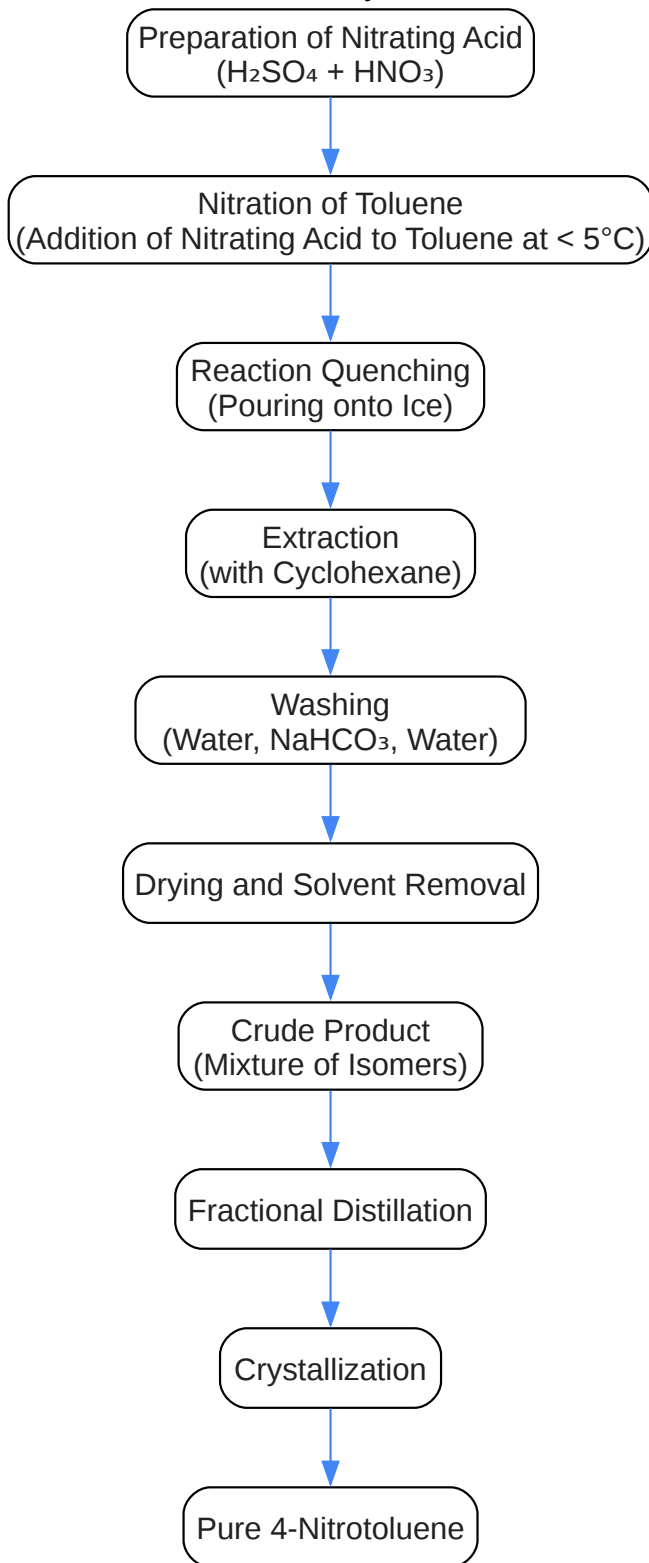 Preparation of Nitrating Acid
(H₂SO₄ + HNO₃)
Nitration of Toluene
(Addition of Nitrating Acid to Toluene at < 5°C)
Reaction Quenching
(Pouring onto Ice)
Extraction
(with Cyclohexane)
Washing
(Water, NaHCO₃, Water)
Drying and Solvent Removal
Crude Product
(Mixture of Isomers)
Fractional Distillation
Crystallization
Pure 4-Nitrotoluene